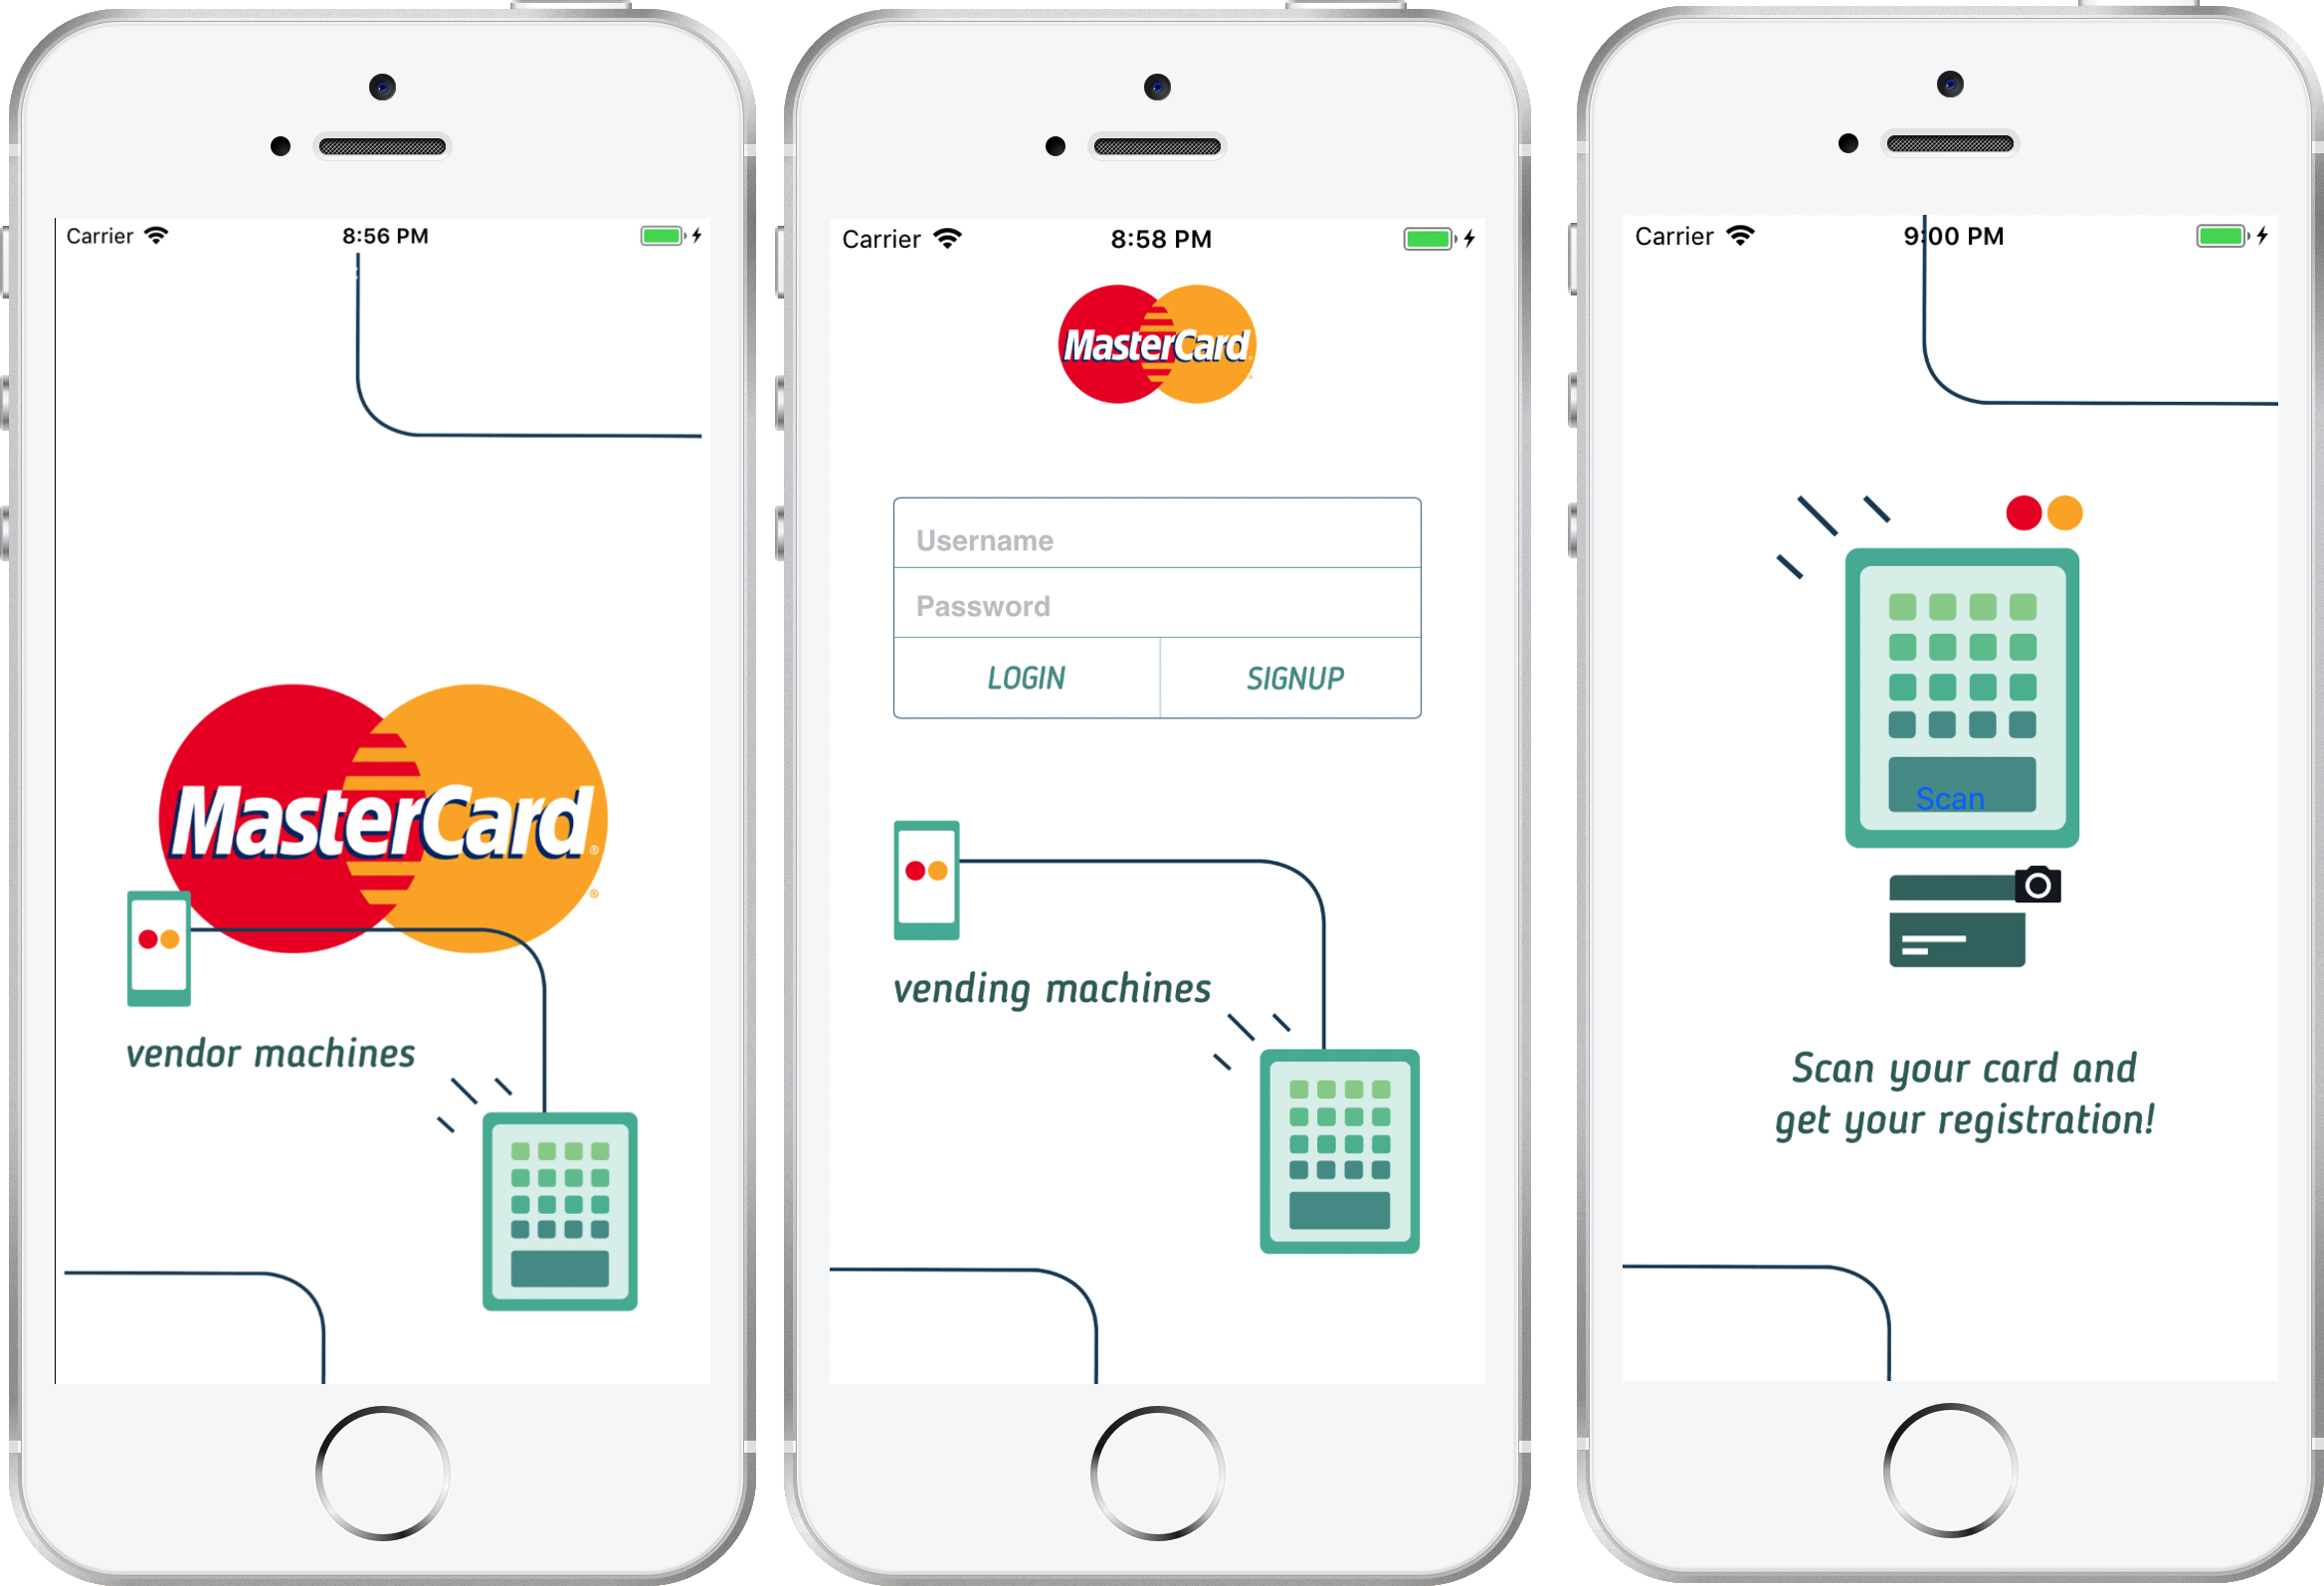 Carrier 8:56 PM
MasterCard
vendor machines
Carrier 8:58 PM
MasterCard
Username
Password
LOGIN SIGNUP
vending machines
Carrier 9:00 PM
Scan
Scan your card and
get your registration!